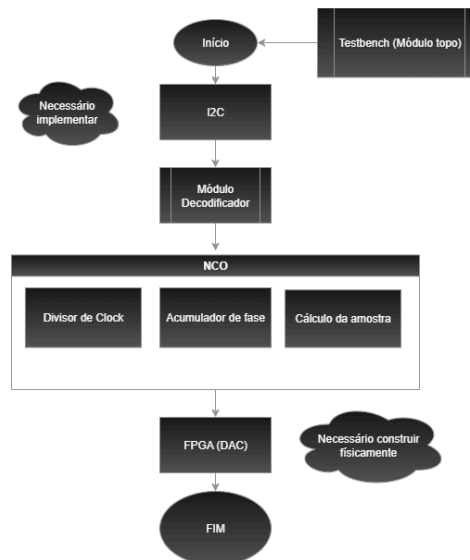 Início
Testbench (Módulo topo)
Necessário
implementar
I2C
Módulo
Decodificador
NCO
Divisor de Clock
Acumulador de fase
Cálculo da amostra
FPGA (DAC)
Necessário construir
físicamente
FIM